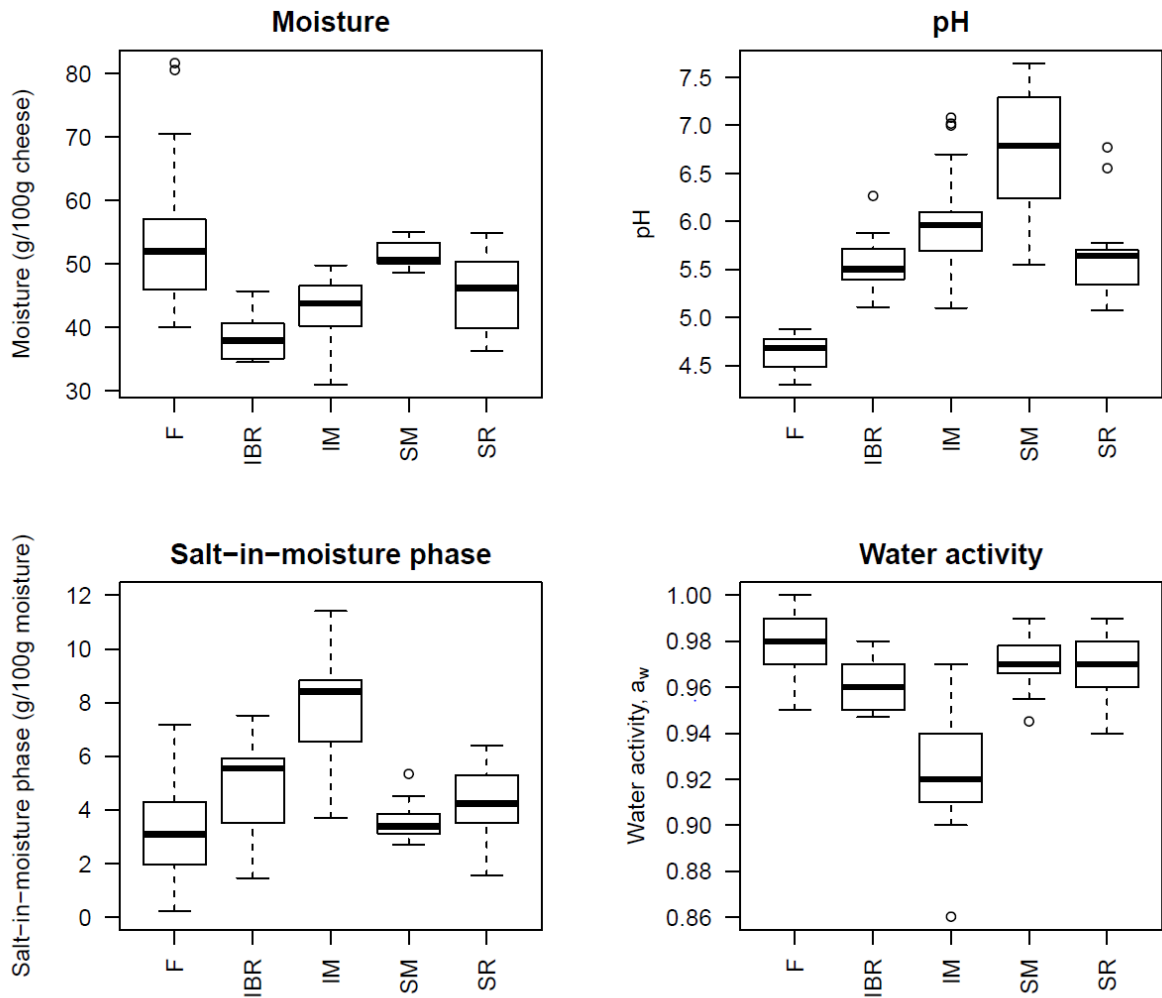 Moisture
Moisture (g/100g cheese)
80
70
60
50
40
30
F
IBR
IM
SM
SR
pH
pH
7.5
7.0
6.5
6.0
5.5
5.0
4.5
F
IBR
IM
SM
SR
Salt−in−moisture phase
Salt−in−moisture phase (g/100g moisture)
12
10
8
6
4
2
0
F
IBR
IM
SM
SR
Water activity
Water activity, aw
1.00
0.98
0.96
0.94
0.92
0.90
0.88
0.86
F
IBR
IM
SM
SR